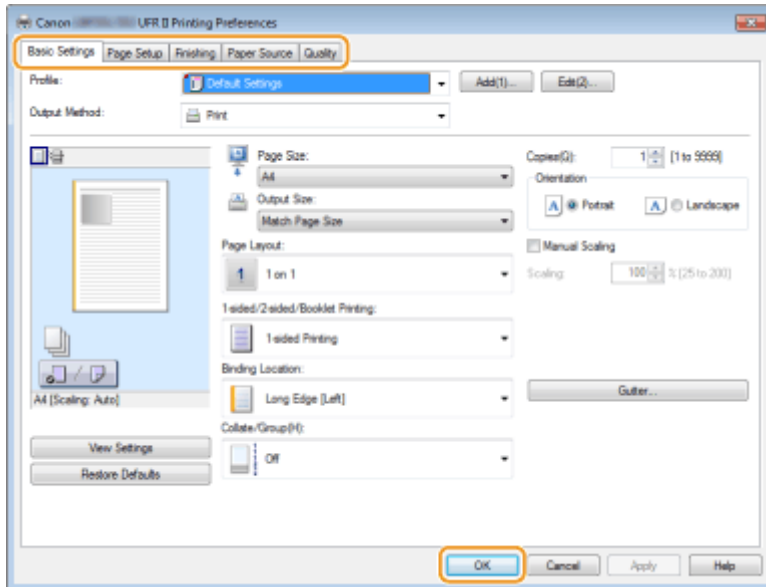 Canon UFR II Printing Preferences
Basic Settings Page Setup Finishing Paper Source Quality
Profile: Default Settings Add(1)... Edit(2)...
Output Method: Print
Page Size: Copies(Q): 1 [1 to 9999]
A4 Orientation
Output Size: A Portrait A Landscape
Match Page Size
Page Layout: Manual Scaling
1 1 on 1 Scaling: 100 % [25 to 200]
1-sided/2-sided/Booklet Printing:
1-sided Printing
Binding Location:
A4 [Scaling: Auto] Long Edge [Left] Gutter...
Collate/Group(H):
View Settings Off
Restore Defaults
OK Cancel Apply Help